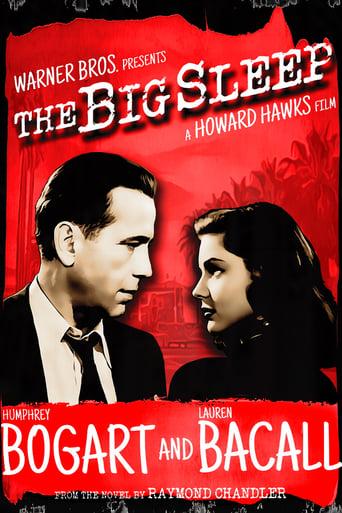 WARNER BROS. PRESENTS
THE BIG SLEEP
A HOWARD HAWKS FILM
HUMPHREY
BOGART AND
LAUREN
BACALL
FROM THE NOVEL BY RAYMOND CHANDLER